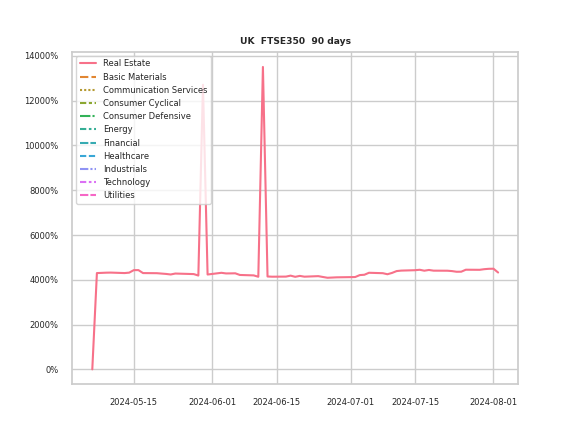 UK FTSE350 90 days
14000%
12000%
10000%
8000%
6000%
4000%
2000%
0%
Real Estate
Basic Materials
Communication Services
Consumer Cyclical
Consumer Defensive
Energy
Financial
Healthcare
Industrials
Technology
Utilities
2024-05-15
2024-06-01
2024-06-15
2024-07-01
2024-07-15
2024-08-01